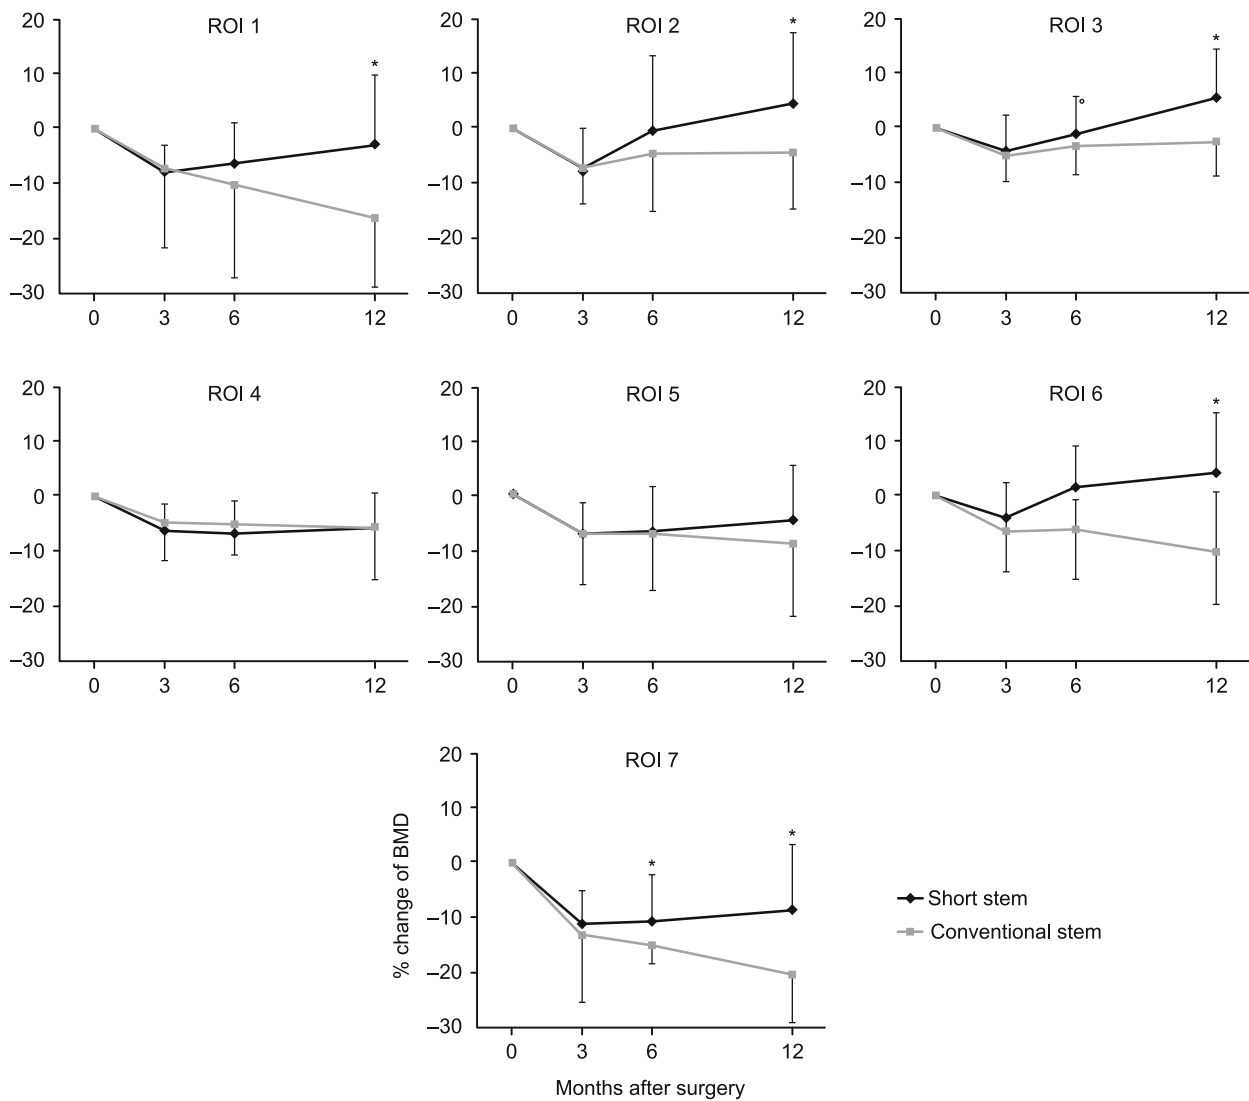 ROI 1
20
10
0
–10
–20
–30
*
0 3 6 12
ROI 2
20
10
0
–10
–20
–30
*
0 3 6 12
ROI 3
20
10
0
–10
–20
–30
°
*
0 3 6 12
ROI 4
20
10
0
–10
–20
–30
0 3 6 12
ROI 5
20
10
0
–10
–20
–30
0 3 6 12
ROI 6
20
10
0
–10
–20
–30
*
0 3 6 12
ROI 7
% change of BMD
20
10
0
–10
–20
–30
*
*
0 3 6 12
Months after surgery
Short stem
Conventional stem